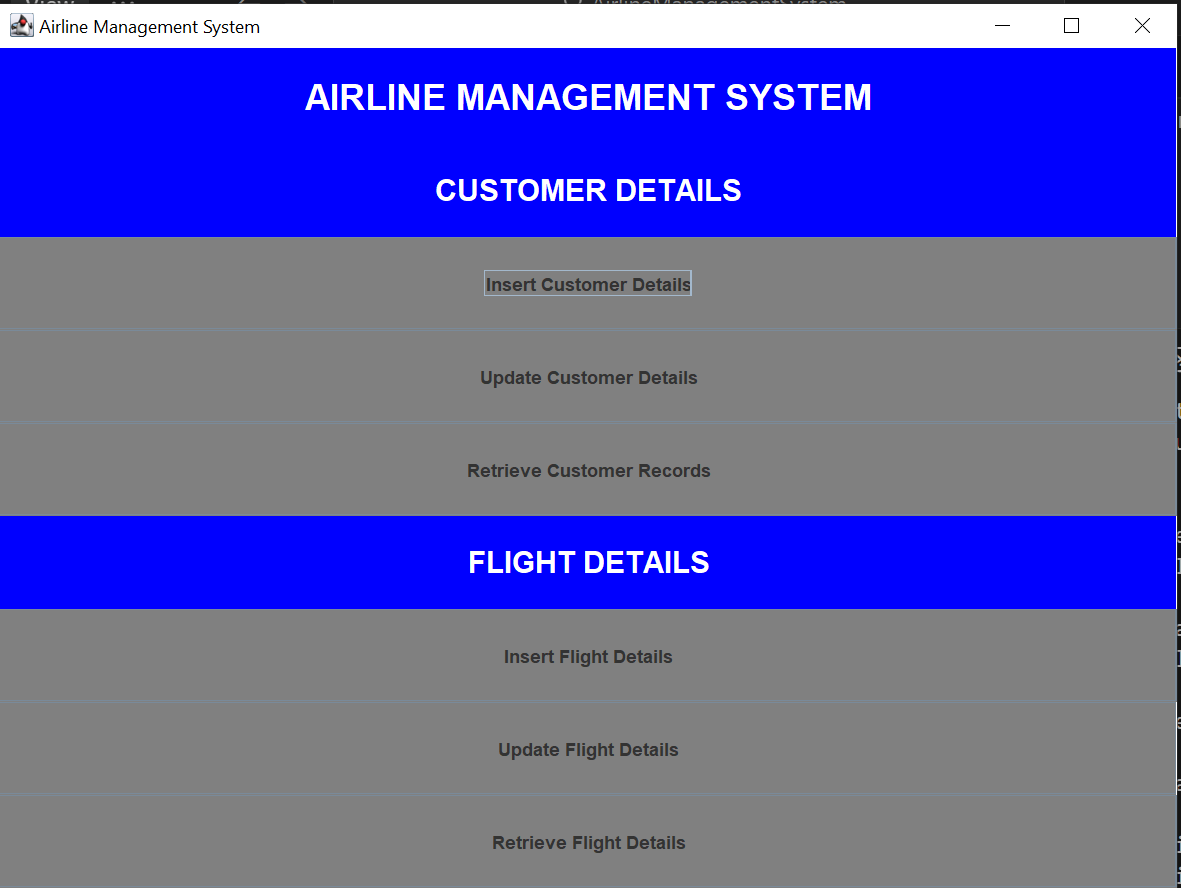 Airline Management System
AIRLINE MANAGEMENT SYSTEM
CUSTOMER DETAILS
Insert Customer Details
Update Customer Details
Retrieve Customer Records
FLIGHT DETAILS
Insert Flight Details
Update Flight Details
Retrieve Flight Details